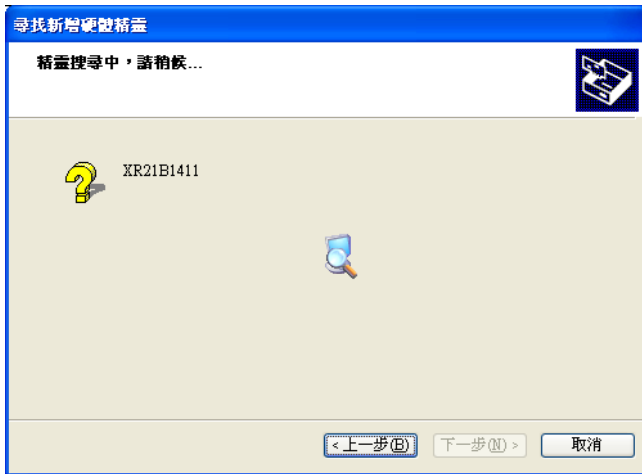 尋找新增硬體精靈
精靈搜尋中，請稍候...
XR21B1411
< 上一步(B)
下一步(N) >
取消